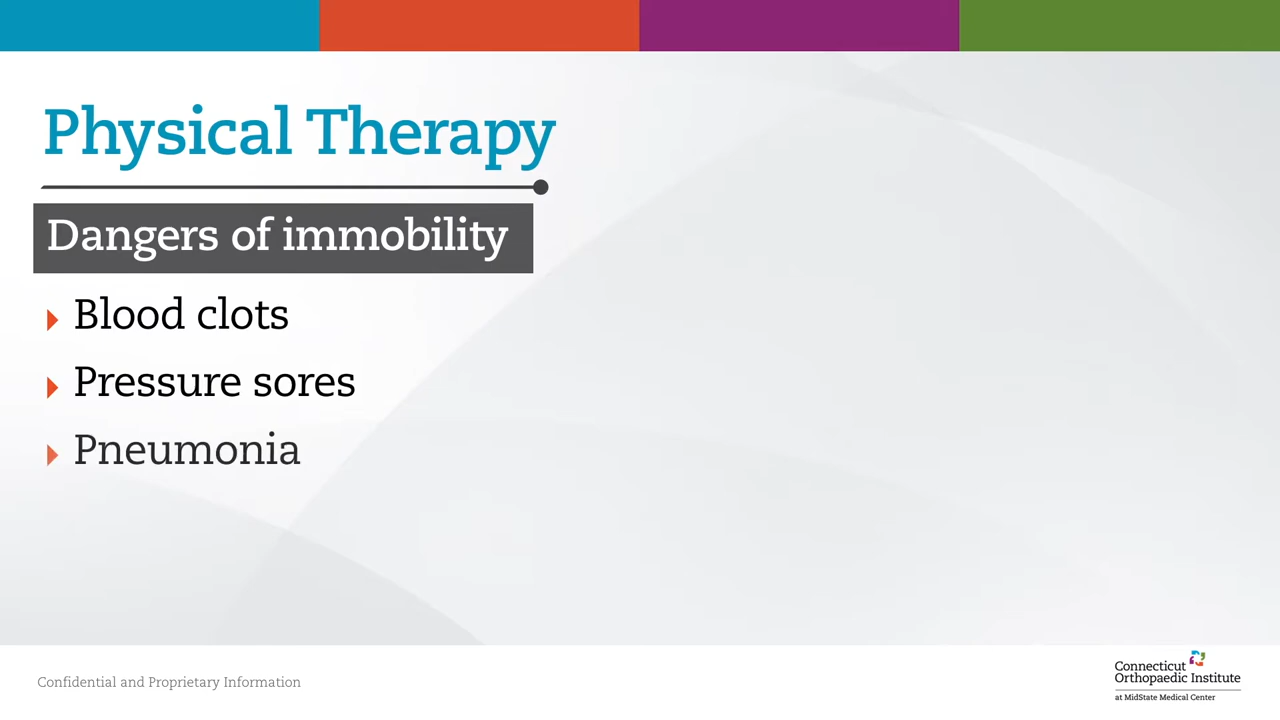 Physical Therapy
Dangers of immobility
Blood clots
Pressure sores
Pneumonia
Confidential and Proprietary Information
Connecticut
Orthopaedic Institute
at MidState Medical Center